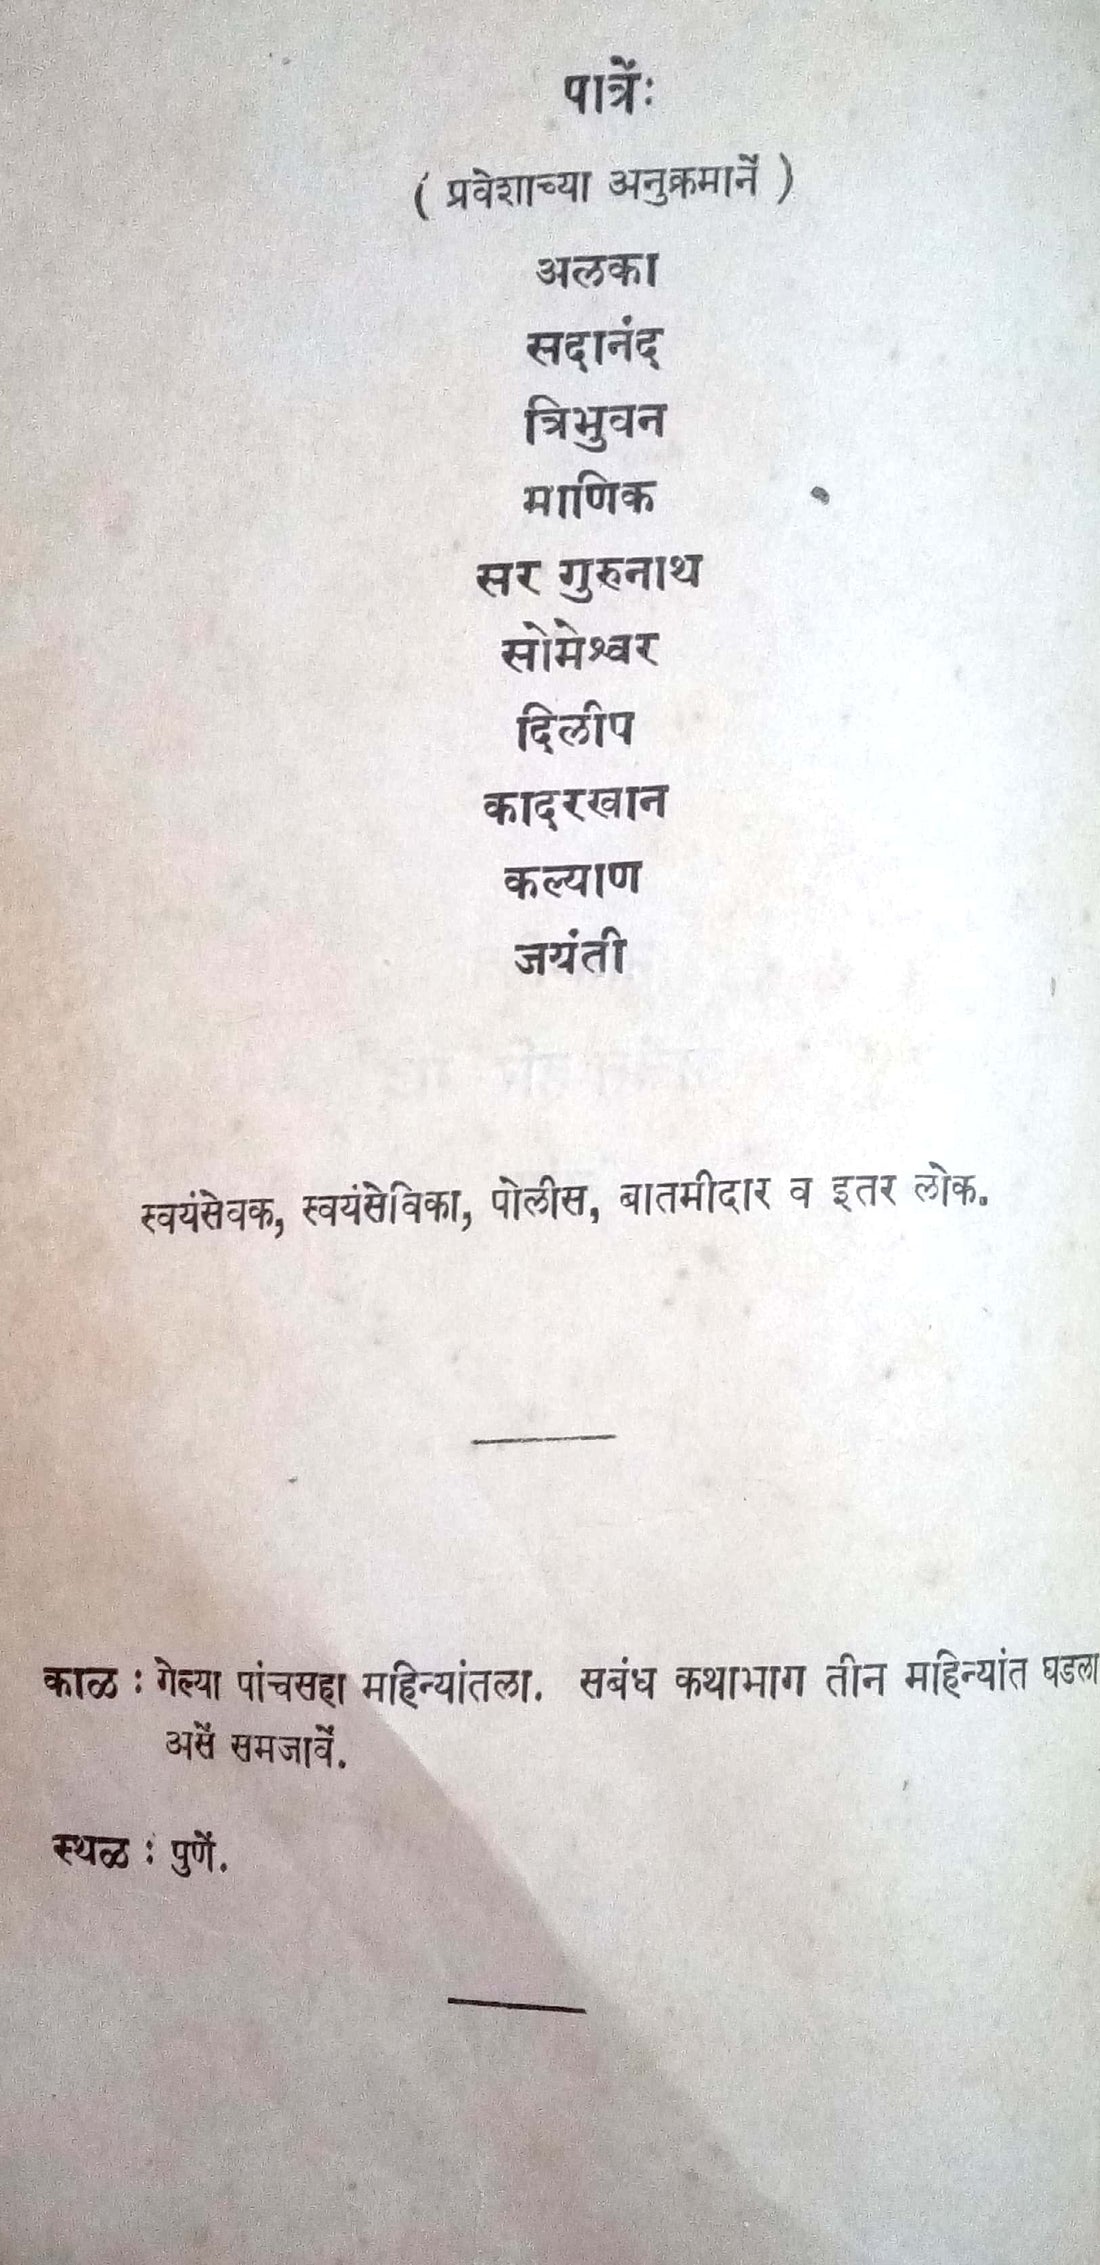 पात्रें:
( प्रवेशाच्या अनुक्रमानें )
अलका
सदानंद
त्रिभुवन
माणिक
सर गुरुनाथ
सोमेश्वर
दिलीप
कादरखान
कल्याण
जयंती
स्वयंसेवक, स्वयंसेविका, पोलीस, बातमीदार व इतर लोक.
काळ : गेल्या पांचसहा महिन्यांतला. सबंध कथाभाग तीन महिन्यांत घडला
असें समजावें.
स्थळ : पुणें.